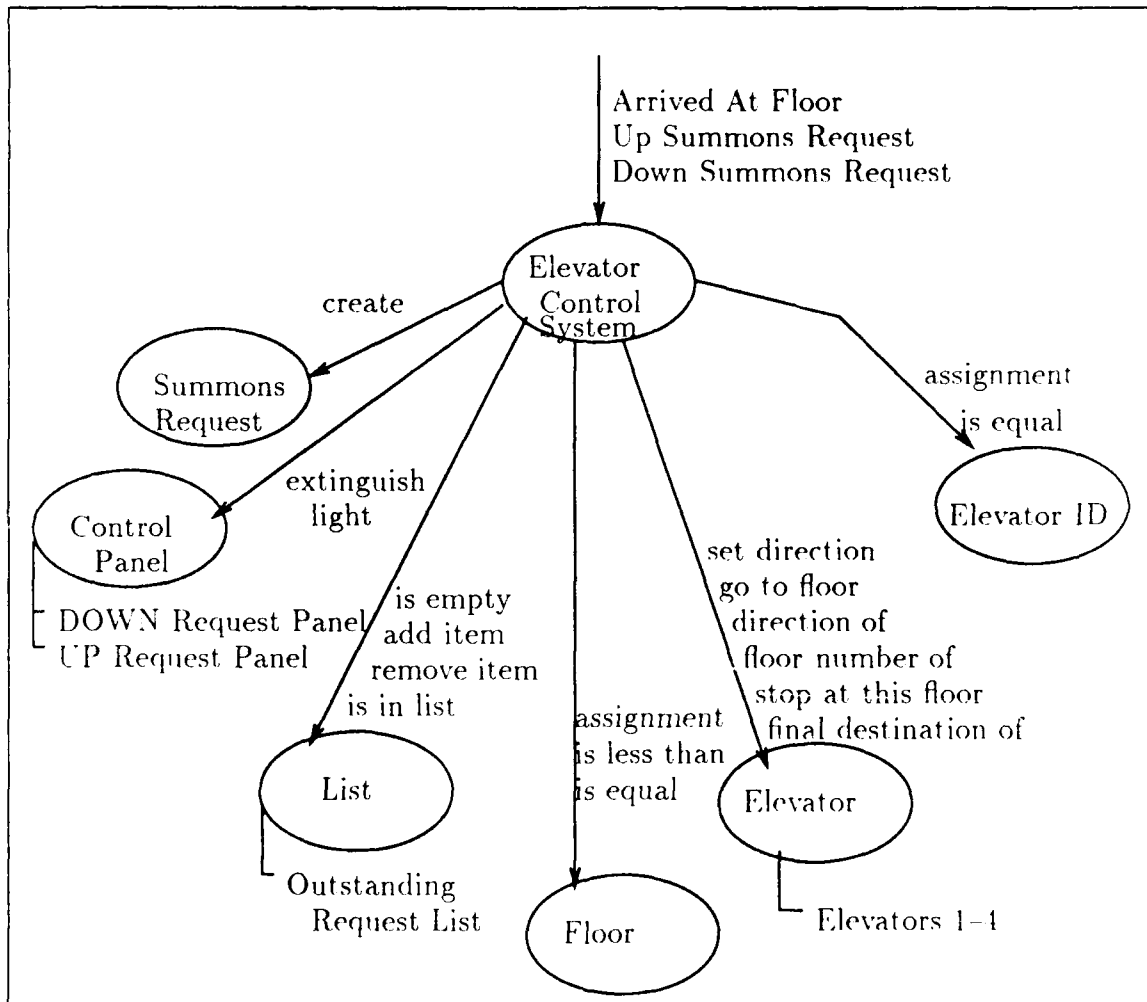 Arrived At Floor
Up Summons Request
Down Summons Request
Elevator
Control
System
create
Summons
Request
assignment
is equal
Elevator ID
extinguish
light
Control
Panel
DOWN Request Panel
UP Request Panel
is empty
add item
remove item
is in list
List
Outstanding
Request List
assignment
is less than
is equal
Floor
set direction
go to floor
direction of
floor number of
stop at this floor
final destination of
Elevator
Elevators 1-4